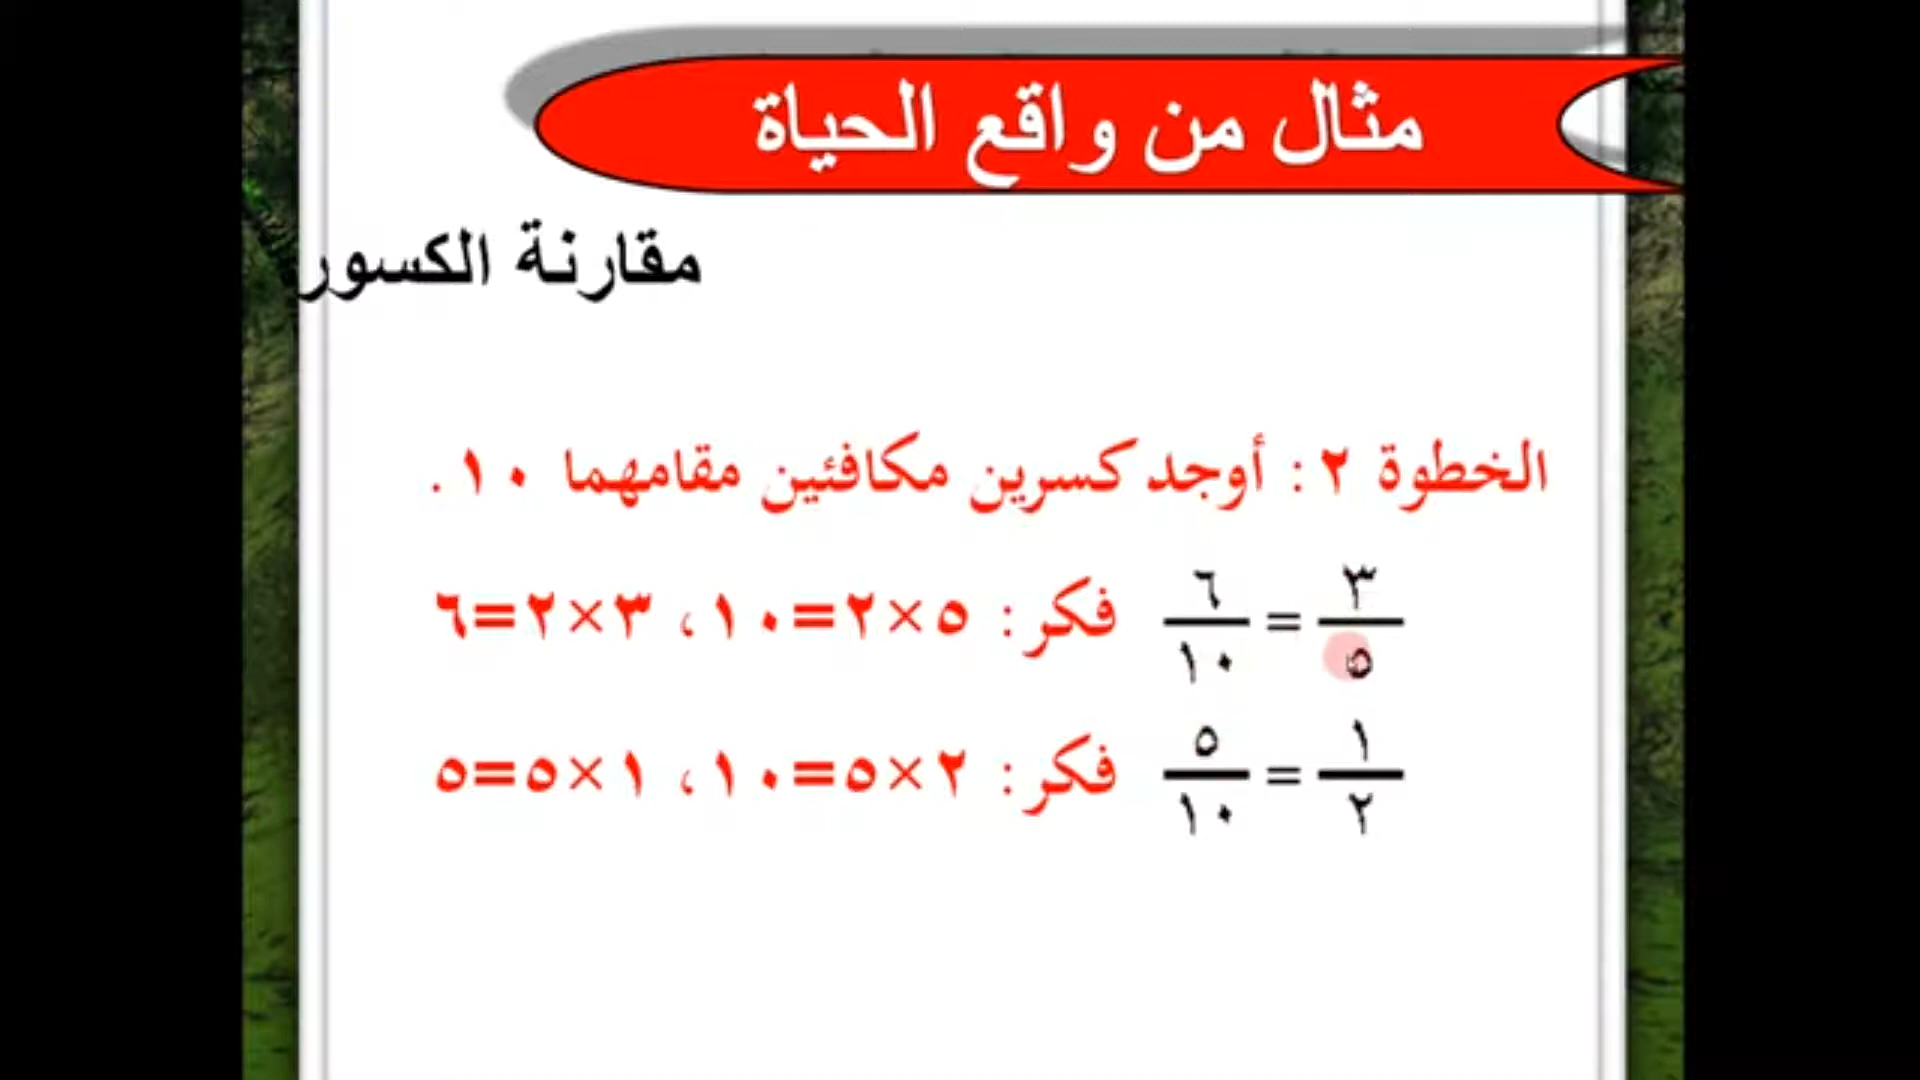 مثال من واقع الحياة
مقارنة الكسور
الخطوة ٢ : أوجد كسرين مكافئين مقامهما ١٠ .
٣/٥ = ٦/١٠ فكر : ٥×٢=١٠ ، ٣×٢=٦
١/٢ = ٥/١٠ فكر : ٢×٥=١٠ ، ١×٥=٥